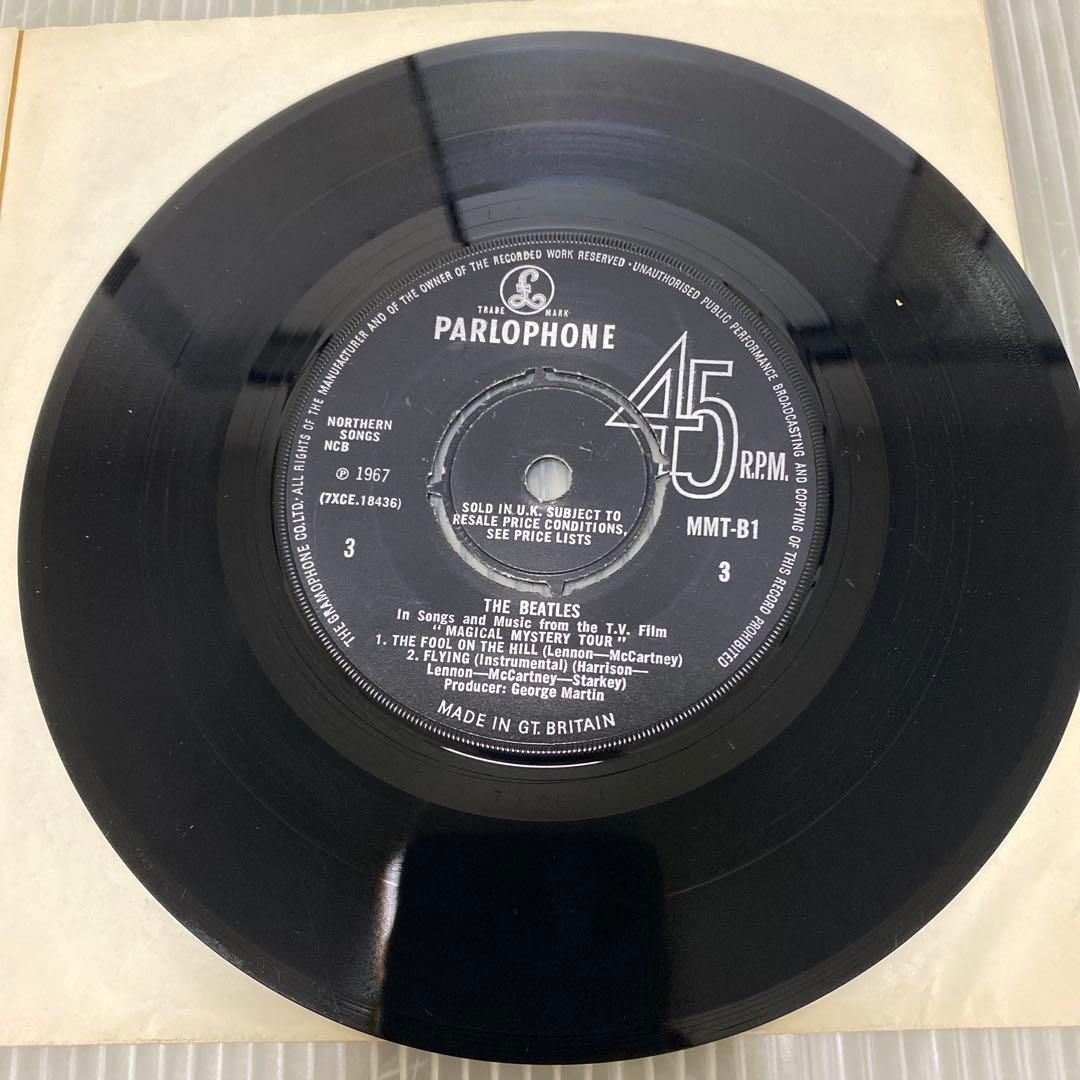 THE GRAMOPHONE CO.LTD. ALL RIGHTS OF THE MANUFACTURER AND OF THE OWNER OF THE RECORDED WORK RESERVED · UNAUTHORISED PUBLIC PERFORMANCE BROADCASTING AND COPYING OF THIS RECORD PROHIBITED
£
TRADE MARK
PARLOPHONE
45 R.P.M.
NORTHERN
SONGS
NCB
℗ 1967
(7XCE.18436)
3
SOLD IN U.K. SUBJECT TO
RESALE PRICE CONDITIONS,
SEE PRICE LISTS
MMT-B1
3
THE BEATLES
In Songs and Music from the T.V. Film
"MAGICAL MYSTERY TOUR"
1. THE FOOL ON THE HILL (Lennon—McCartney)
2. FLYING (Instrumental) (Harrison—
Lennon—McCartney—Starkey)
Producer: George Martin
MADE IN GT. BRITAIN